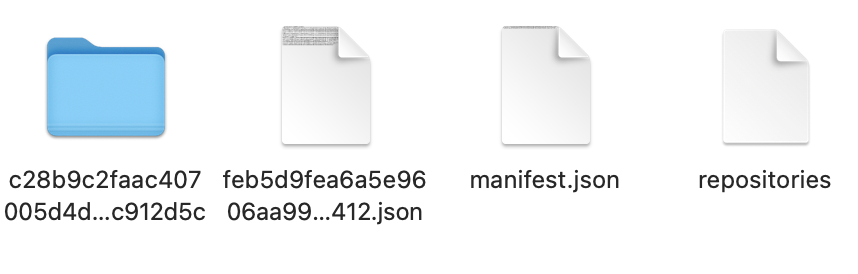 c28b9c2faac407
005d4d...c912d5c
feb5d9fea6a5e96
06aa99...412.json
manifest.json
repositories